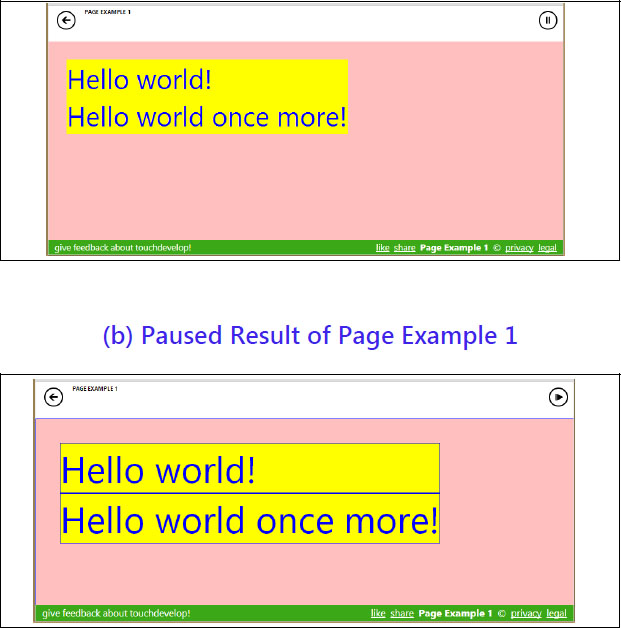 PAGE EXAMPLE 1
Hello world!
Hello world once more!
give feedback about touchdevelop! like share Page Example 1 © privacy legal
(b) Paused Result of Page Example 1
PAGE EXAMPLE 1
Hello world!
Hello world once more!
give feedback about touchdevelop! like share Page Example 1 © privacy legal